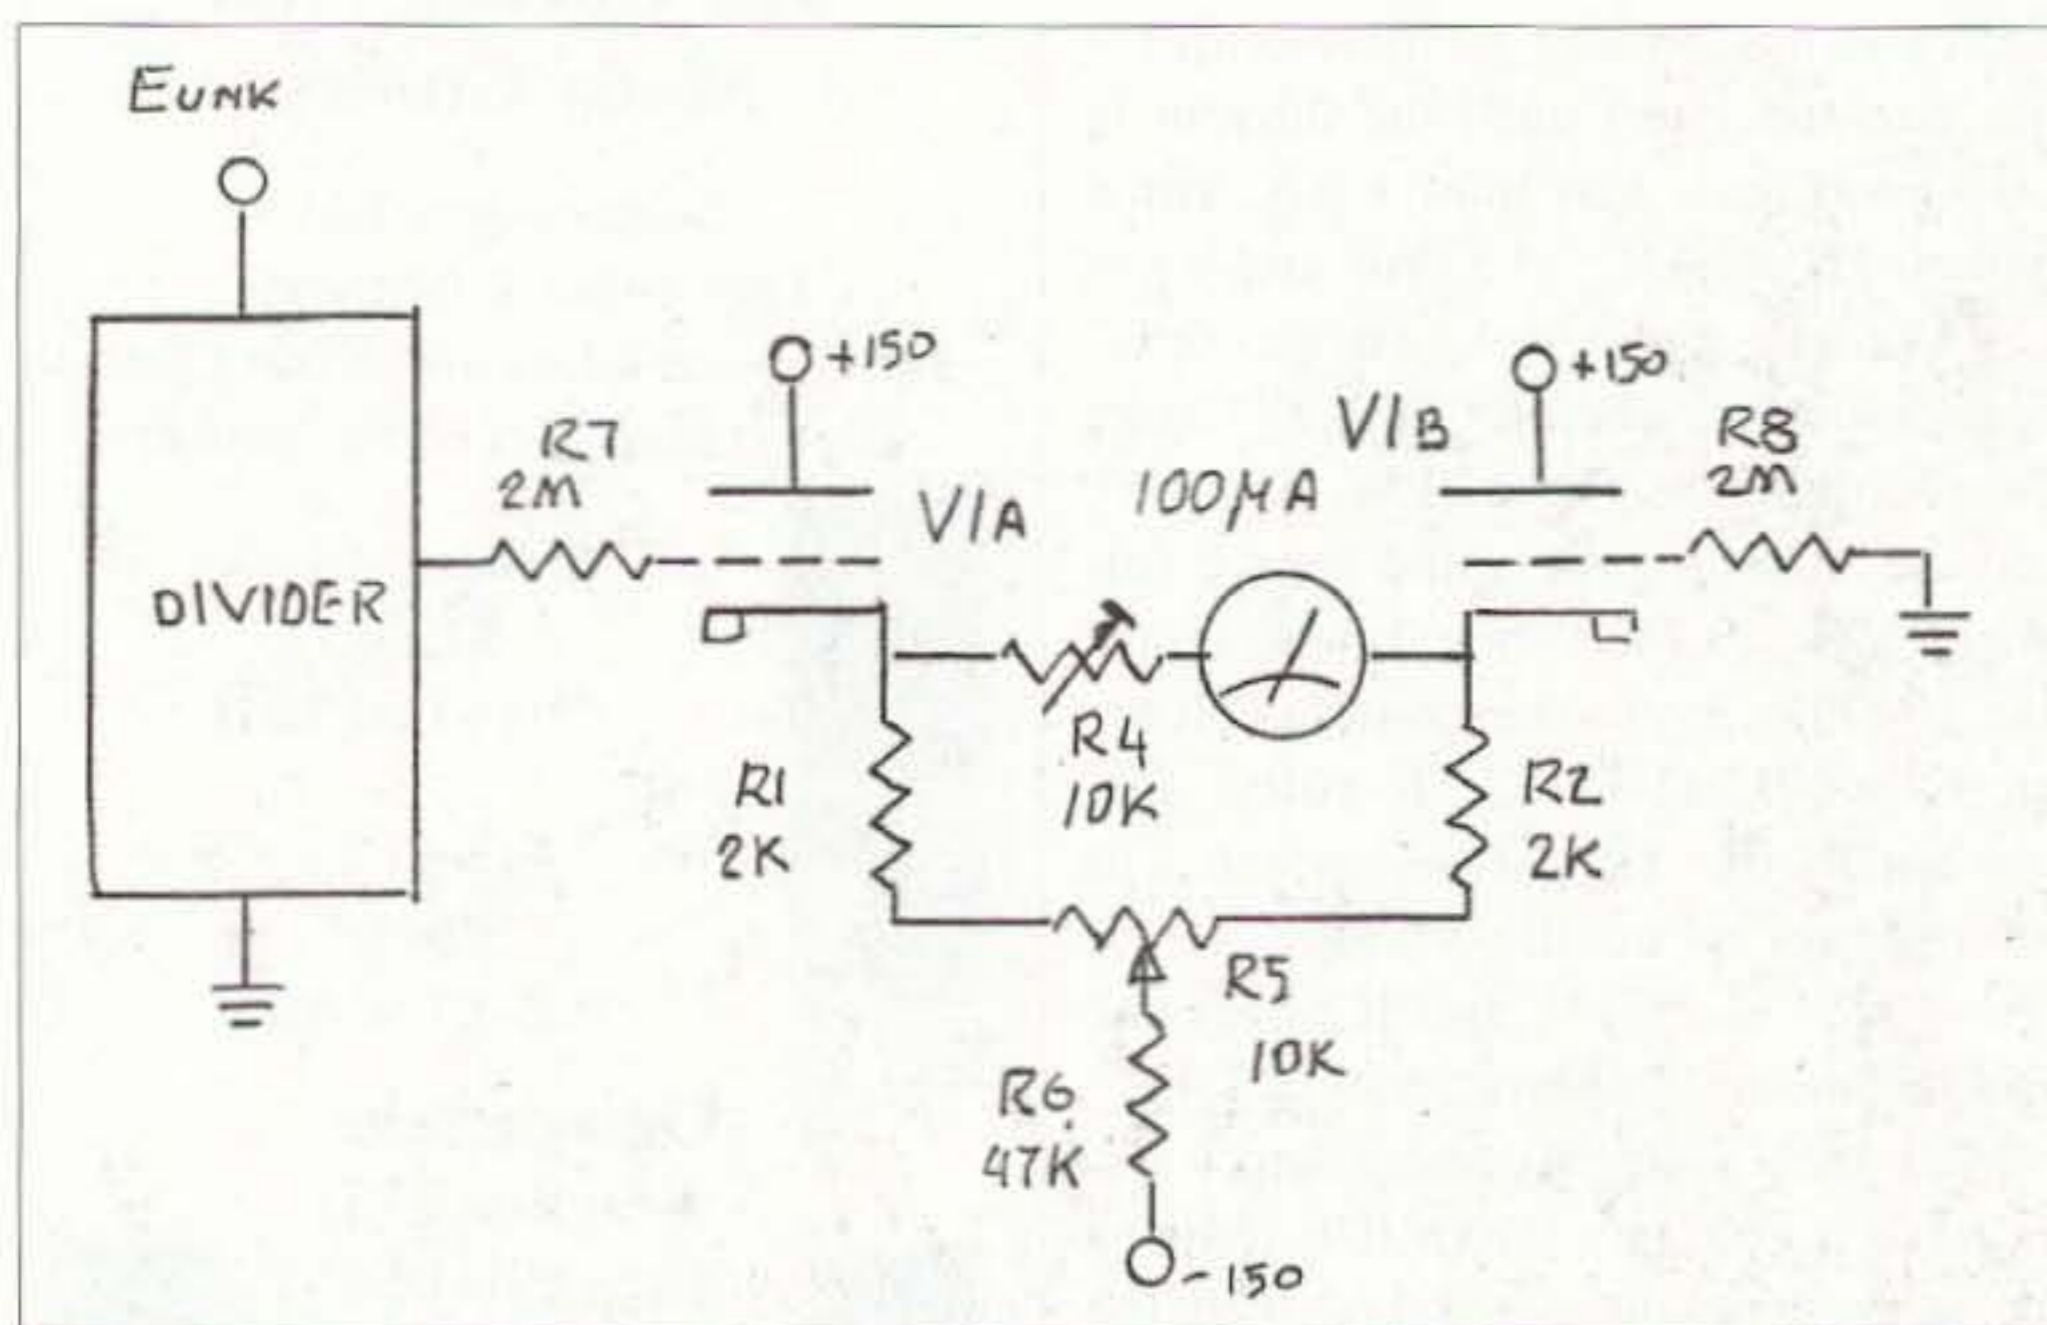 EUNK
DIVIDER
R7
2M
+150
V1A
100μA
V1B
+150
R8
2M
R4
10K
R1
2K
R2
2K
R5
10K
R6
47K
-150